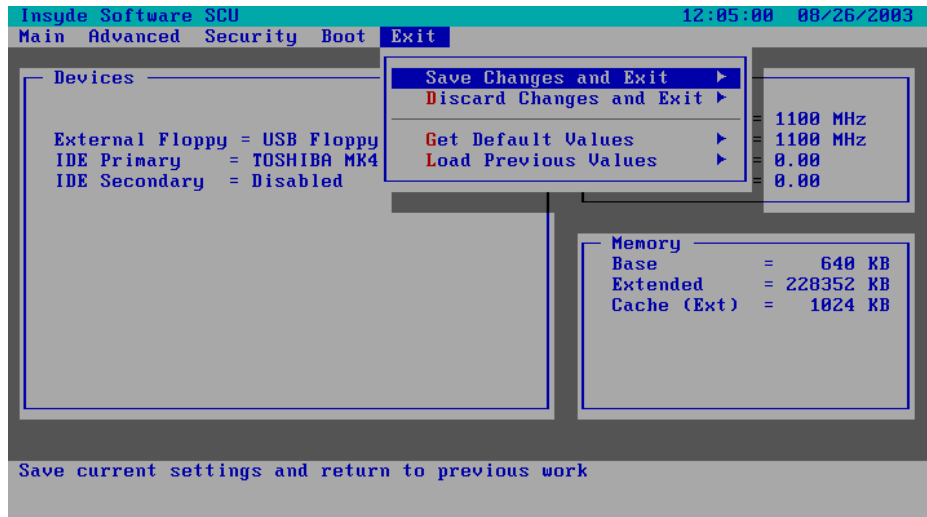 Insyde Software SCU 12:05:00 08/26/2003
Main Advanced Security Boot Exit
Devices
External Floppy = USB Floppy
IDE Primary = TOSHIBA MK4
IDE Secondary = Disabled
Save Changes and Exit
Discard Changes and Exit
Get Default Values
Load Previous Values
= 1100 MHz
= 1100 MHz
= 0.00
= 0.00
Memory
Base = 640 KB
Extended = 228352 KB
Cache (Ext) = 1024 KB
Save current settings and return to previous work